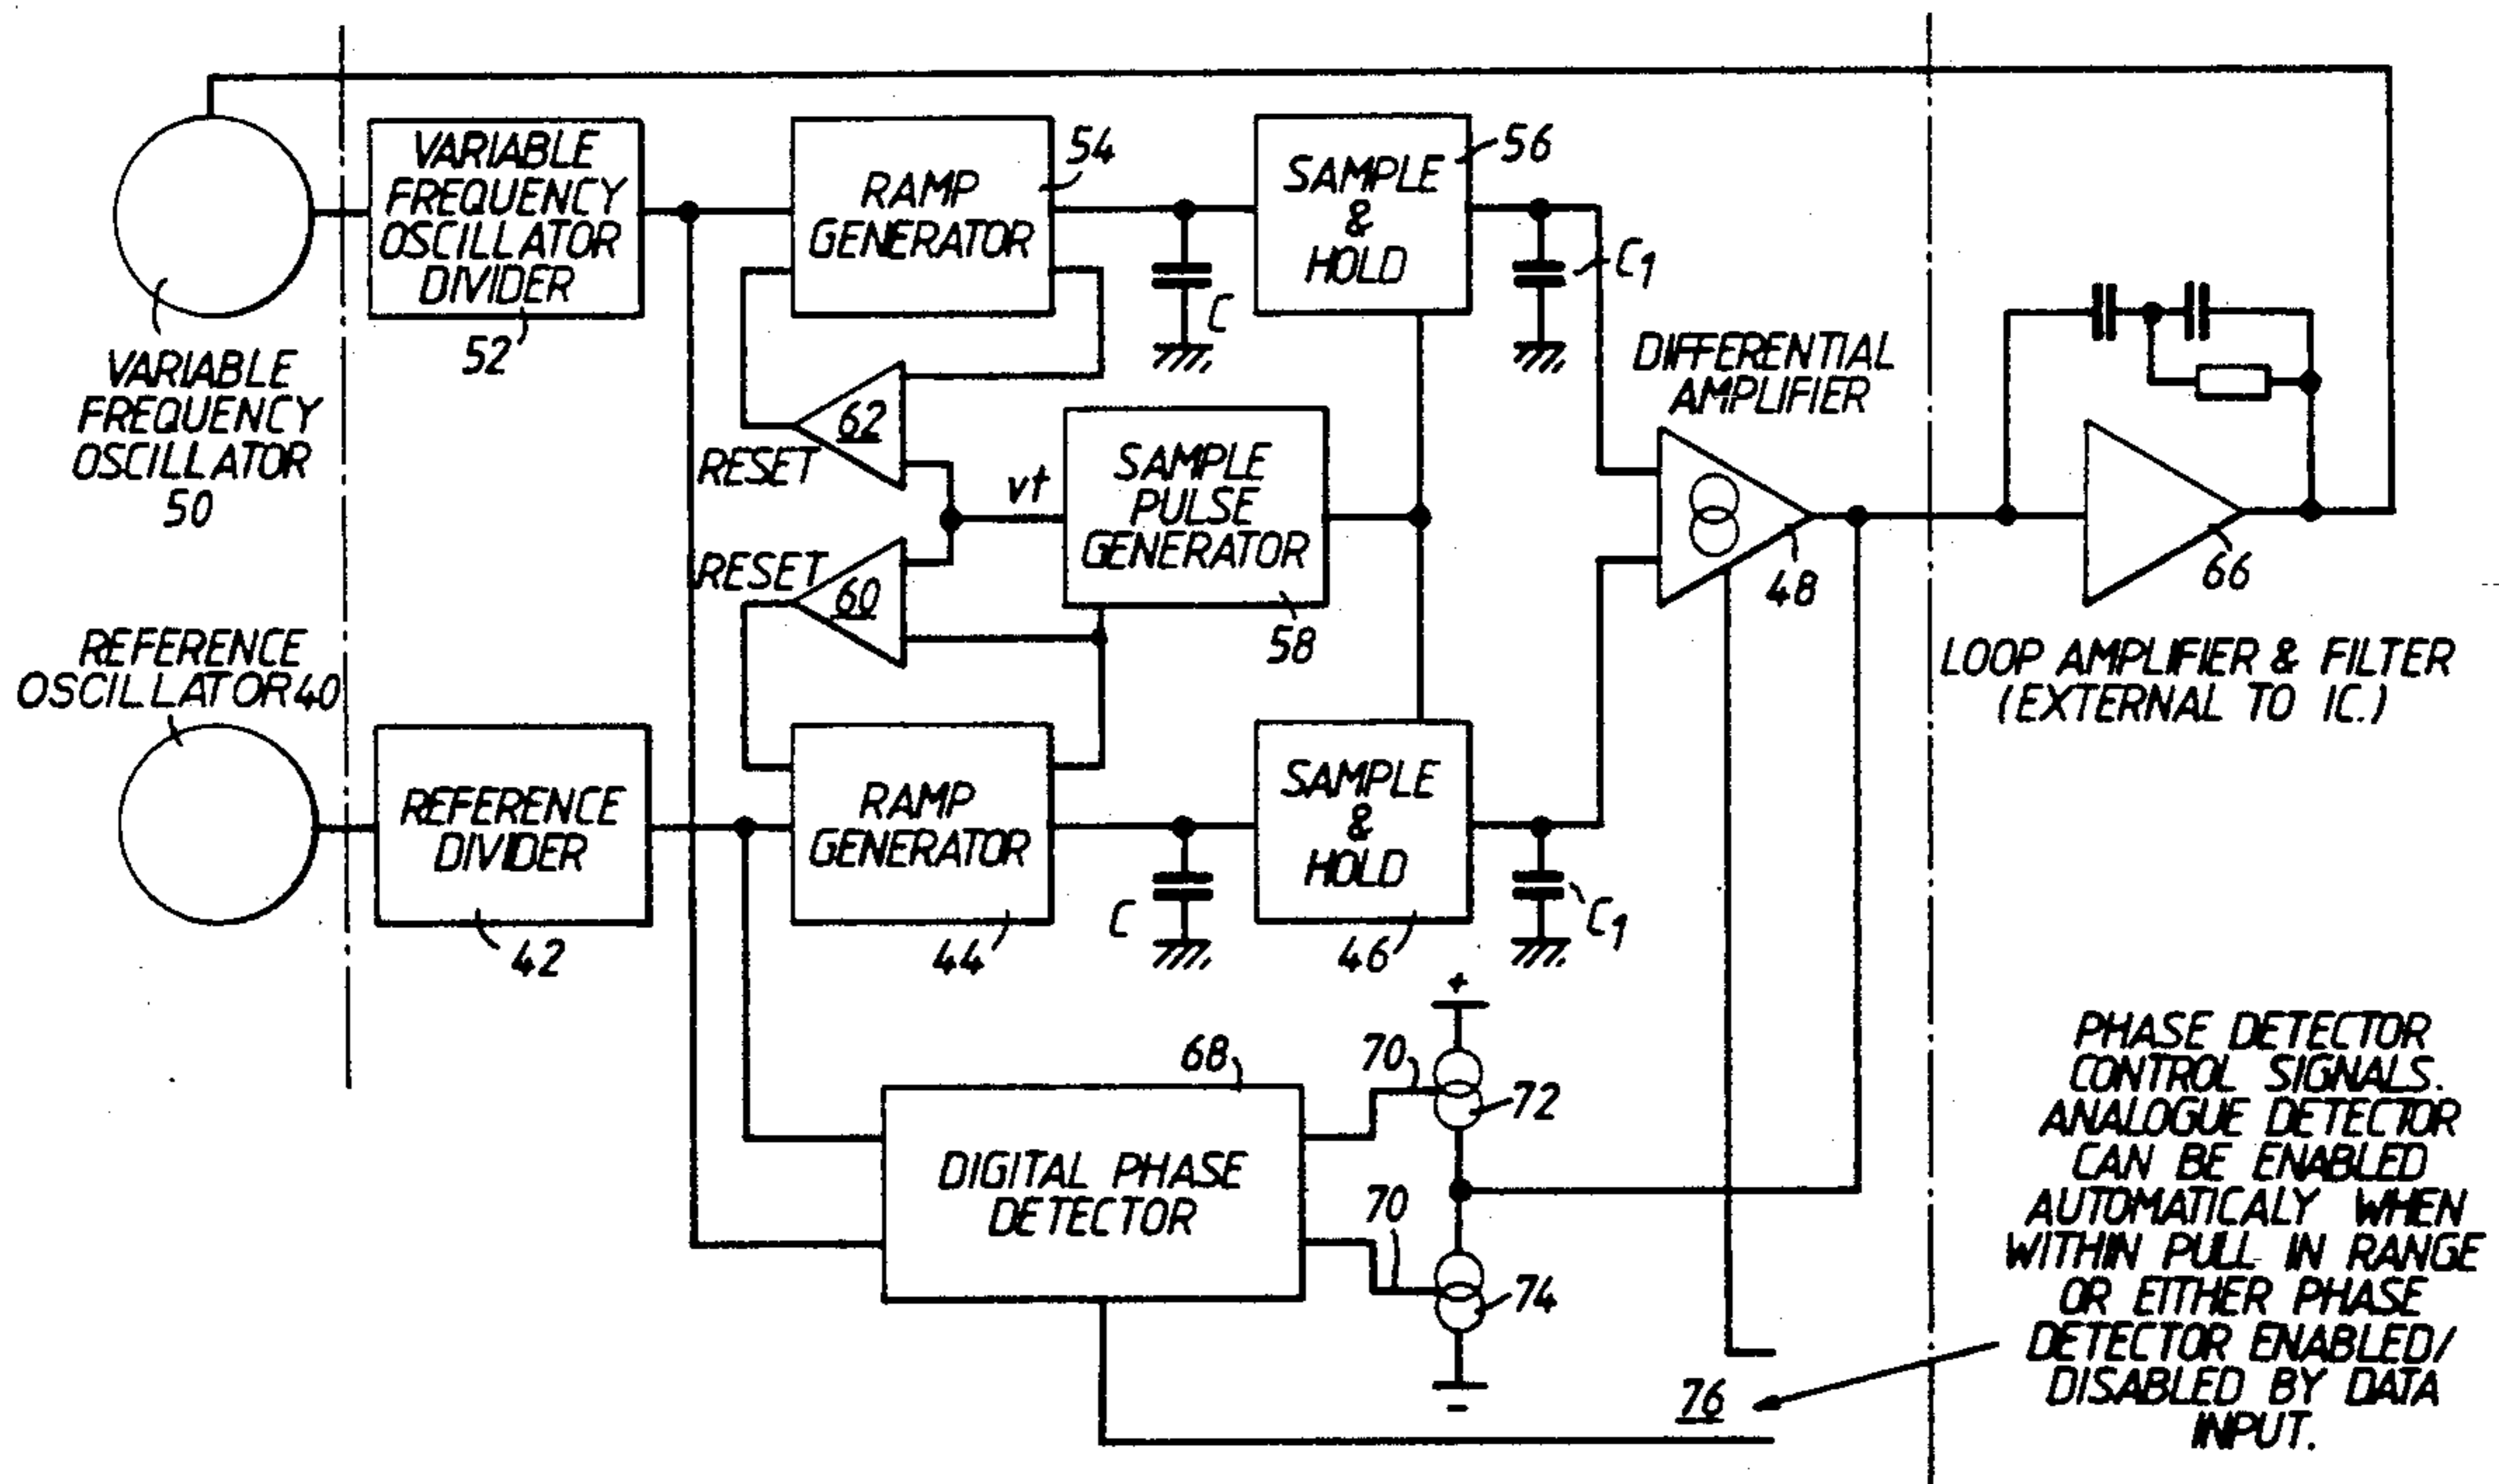 VARIABLE
FREQUENCY
OSCILLATOR
DIVIDER
52
RAMP
GENERATOR
54
SAMPLE
&
HOLD
56
C
C1
VARIABLE
FREQUENCY
OSCILLATOR
50
RESET
62
vt
SAMPLE
PULSE
GENERATOR
58
RESET
60
DIFFERENTIAL
AMPLIFIER
48
66
LOOP AMPLIFIER & FILTER
(EXTERNAL TO IC.)
REFERENCE
OSCILLATOR 40
REFERENCE
DIVIDER
42
RAMP
GENERATOR
44
C
SAMPLE
&
HOLD
46
C1
+
68
DIGITAL PHASE
DETECTOR
70
72
70
74
-
76
PHASE DETECTOR
CONTROL SIGNALS.
ANALOGUE DETECTOR
CAN BE ENABLED
AUTOMATICALY WHEN
WITHIN PULL IN RANGE
OR EITHER PHASE
DETECTOR ENABLED/
DISABLED BY DATA
INPUT.